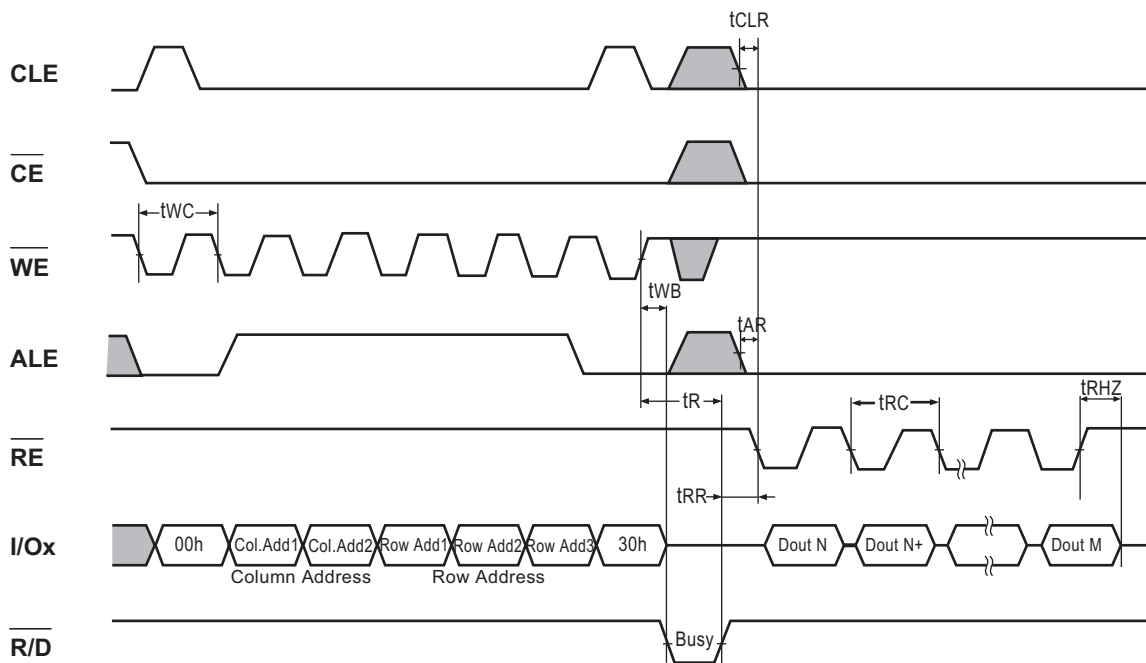 tCLR
CLE
CE
tWC
WE
tWB
tAR
ALE
tR
tRC
tRHZ
RE
tRR
I/Ox
00h
Col.Add1
Col.Add2
Row Add1
Row Add2
Row Add3
30h
Dout N
Dout N+
Dout M
Column Address
Row Address
R/D
Busy